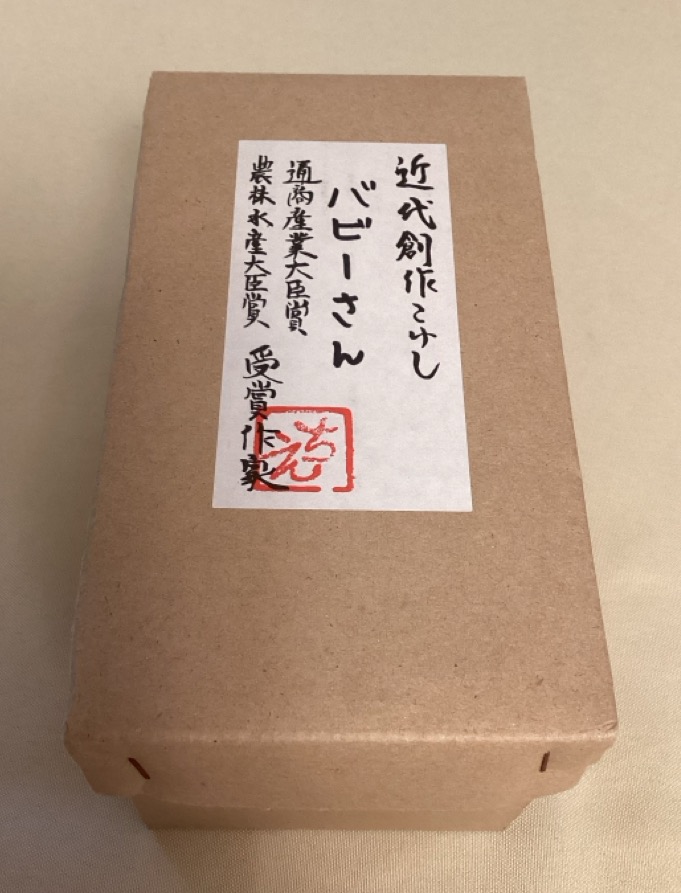 近代創作こけし
バビーさん
通商産業大臣賞
農林水産大臣賞 受賞作家